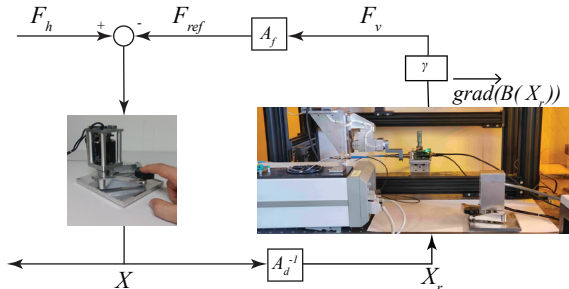 F_h
+
-
F_ref
A_f
F_v
γ
grad(B(X_r))
X
A_d^-1
X_r